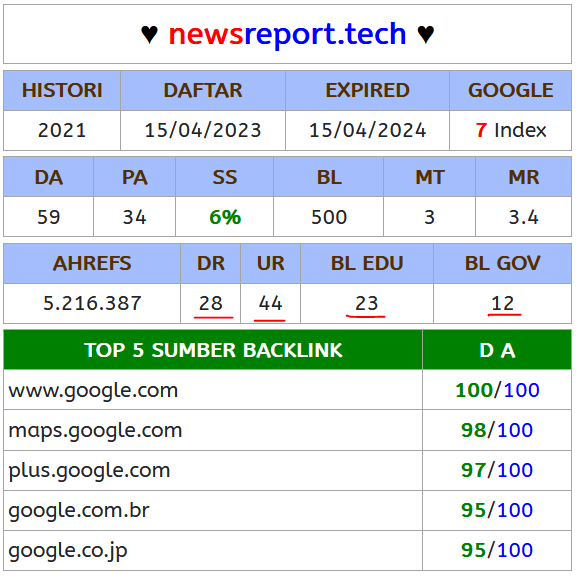 ♥ newsreport.tech ♥
HISTORI DAFTAR EXPIRED GOOGLE
2021 15/04/2023 15/04/2024 7 Index
DA PA SS BL MT MR
59 34 6% 500 3 3.4
AHREFS DR UR BL EDU BL GOV
5.216.387 28 44 23 12
TOP 5 SUMBER BACKLINK D A
www.google.com 100/100
maps.google.com 98/100
plus.google.com 97/100
google.com.br 95/100
google.co.jp 95/100